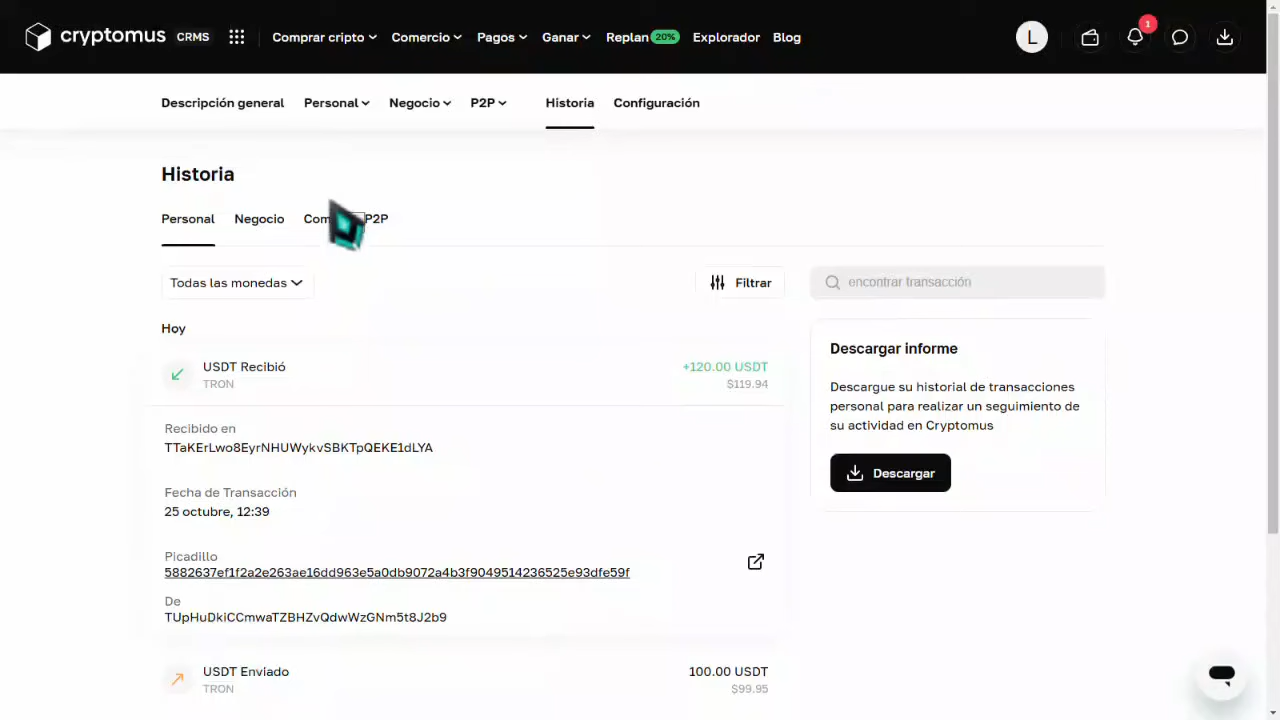 cryptomus CRMS Comprar cripto Comercio Pagos Ganar Replan 20% Explorador Blog L 1
Descripción general Personal Negocio P2P Historia Configuración
Historia
Personal Negocio P2P
Todas las monedas Filtrar encontrar transacción
Hoy
USDT Recibió +120.00 USDT
TRON $119.94
Recibido en
TTaKErLwo8EyrNHUWykvSBKTpQEKE1dLYA
Fecha de Transacción
25 octubre, 12:39
Picadillo
5882637ef1f2a2e263ae16dd963e5a0db9072a4b3f9049514236525e93dfe59f
De
TUpHuDkiCCmwaTZBHZvQdwWzGNm5t8J2b9
USDT Enviado 100.00 USDT
TRON $99.95
Descargar informe
Descargue su historial de transacciones
personal para realizar un seguimiento de
su actividad en Cryptomus
Descargar